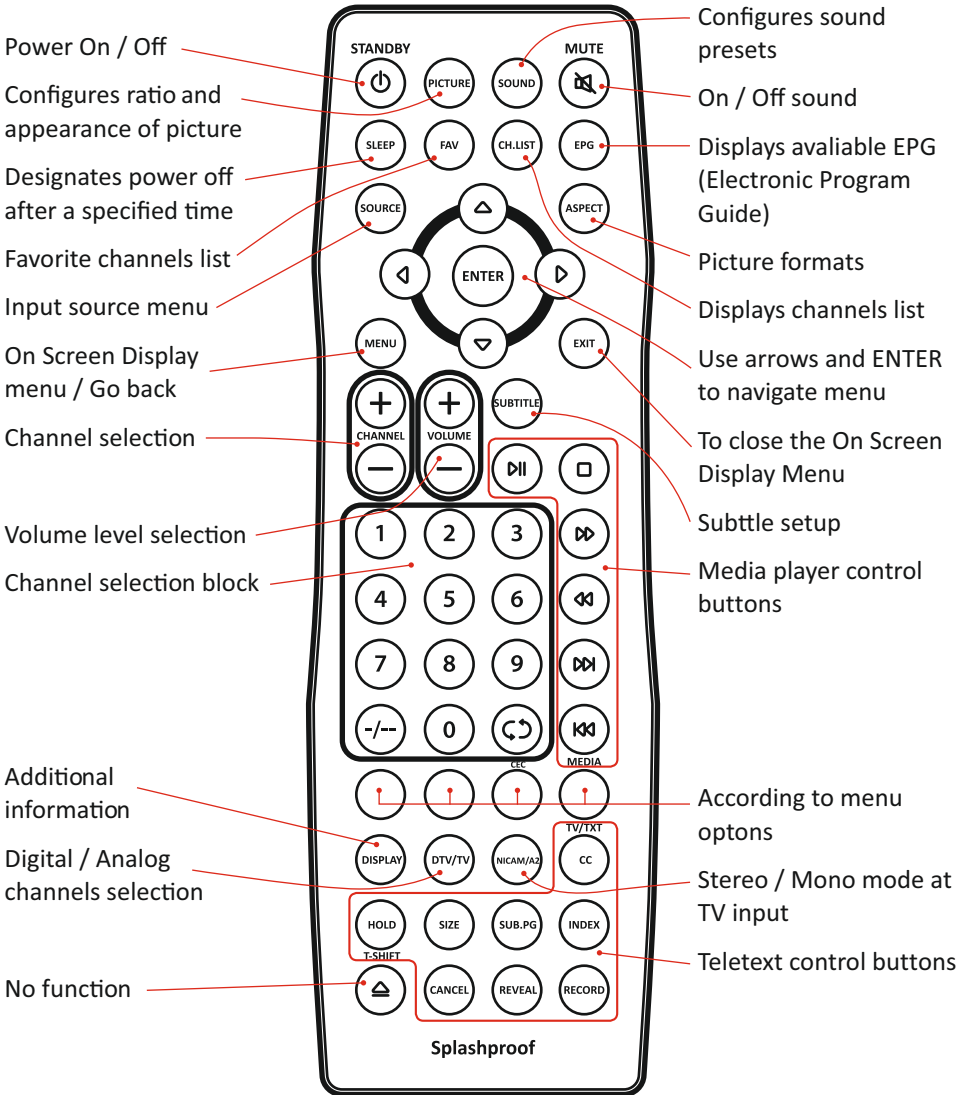 Power On / Off
Configures ratio and
appearance of picture
Designates power off
after a specified time
Favorite channels list
Input source menu
On Screen Display
menu / Go back
Channel selection
Volume level selection
Channel selection block
Additional
information
Digital / Analog
channels selection
No function
STANDBY
MUTE
PICTURE
SOUND
SLEEP
FAV
CH.LIST
EPG
SOURCE
ASPECT
ENTER
MENU
EXIT
+
+
SUBTITLE
CHANNEL
VOLUME
—
—
1
2
3
4
5
6
7
8
9
-/--
0
CEC
MEDIA
TV/TXT
DISPLAY
DTV/TV
NICAM/A2
CC
HOLD
SIZE
SUB.PG
INDEX
T-SHIFT
CANCEL
REVEAL
RECORD
Splashproof
Configures sound
presets
On / Off sound
Displays avaliable EPG
(Electronic Program
Guide)
Picture formats
Displays channels list
Use arrows and ENTER
to navigate menu
To close the On Screen
Display Menu
Subttle setup
Media player control
buttons
According to menu
optons
Stereo / Mono mode at
TV input
Teletext control buttons